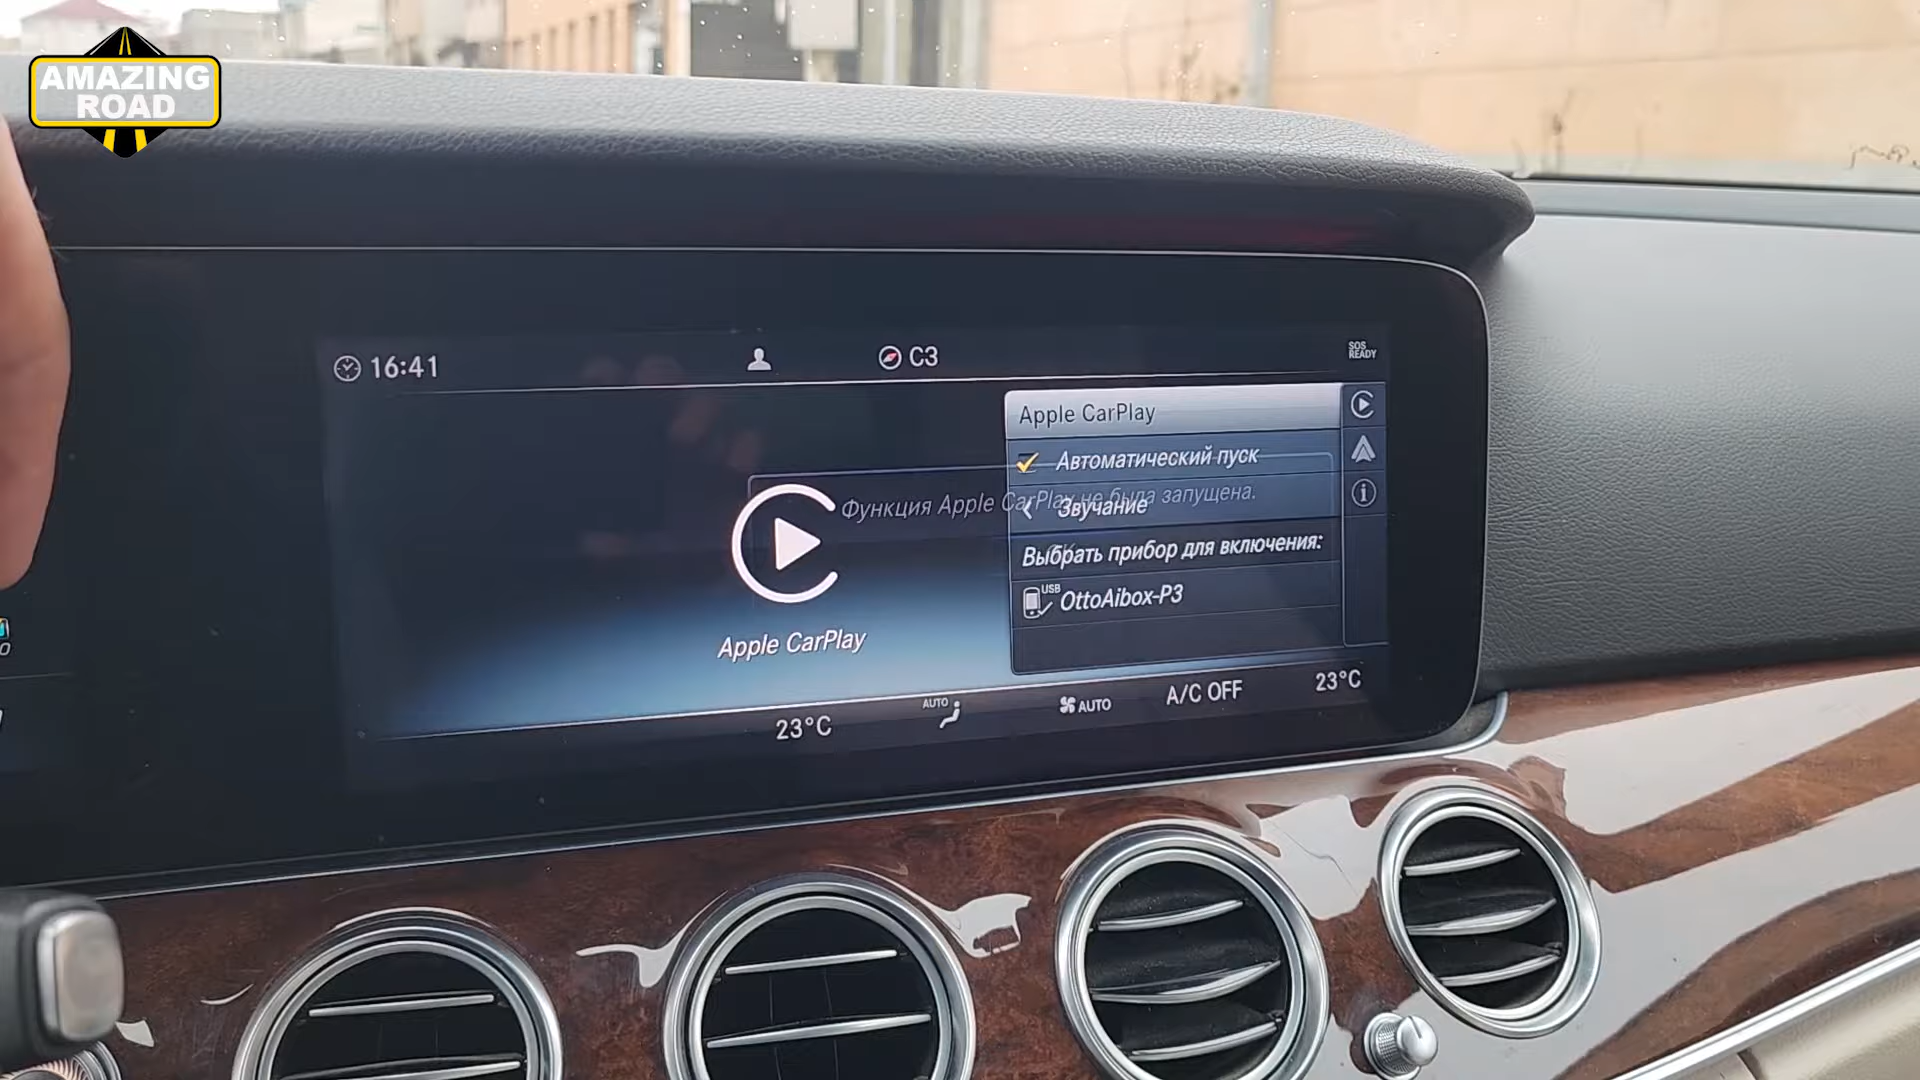 AMAZING
ROAD
16:41
C3
SOS
READY
Apple CarPlay
Автоматический пуск
Функция Apple CarPlay не была запущена.
Звучание
Выбрать прибор для включения:
USB
OttoAibox-P3
Apple CarPlay
23°C
AUTO
AUTO
A/C OFF
23°C